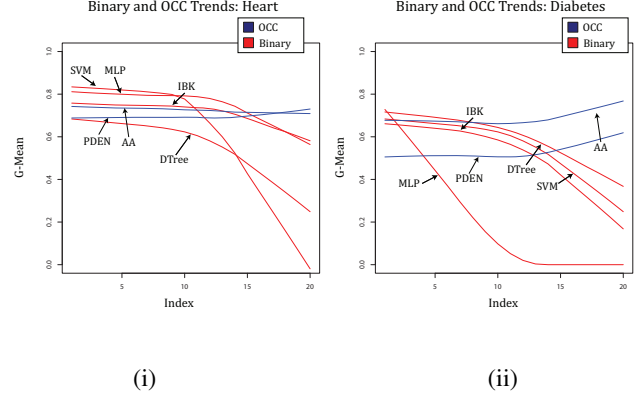 Binary and OCC Trends: Heart
OCC
Binary
G-Mean
1.0
0.8
0.6
0.4
0.2
0.0
SVM
MLP
IBK
PDEN
AA
DTree
5
10
15
20
Index
(i)
Binary and OCC Trends: Diabetes
OCC
Binary
G-Mean
1.0
0.8
0.6
0.4
0.2
0.0
IBK
AA
MLP
PDEN
DTree
SVM
5
10
15
20
Index
(ii)